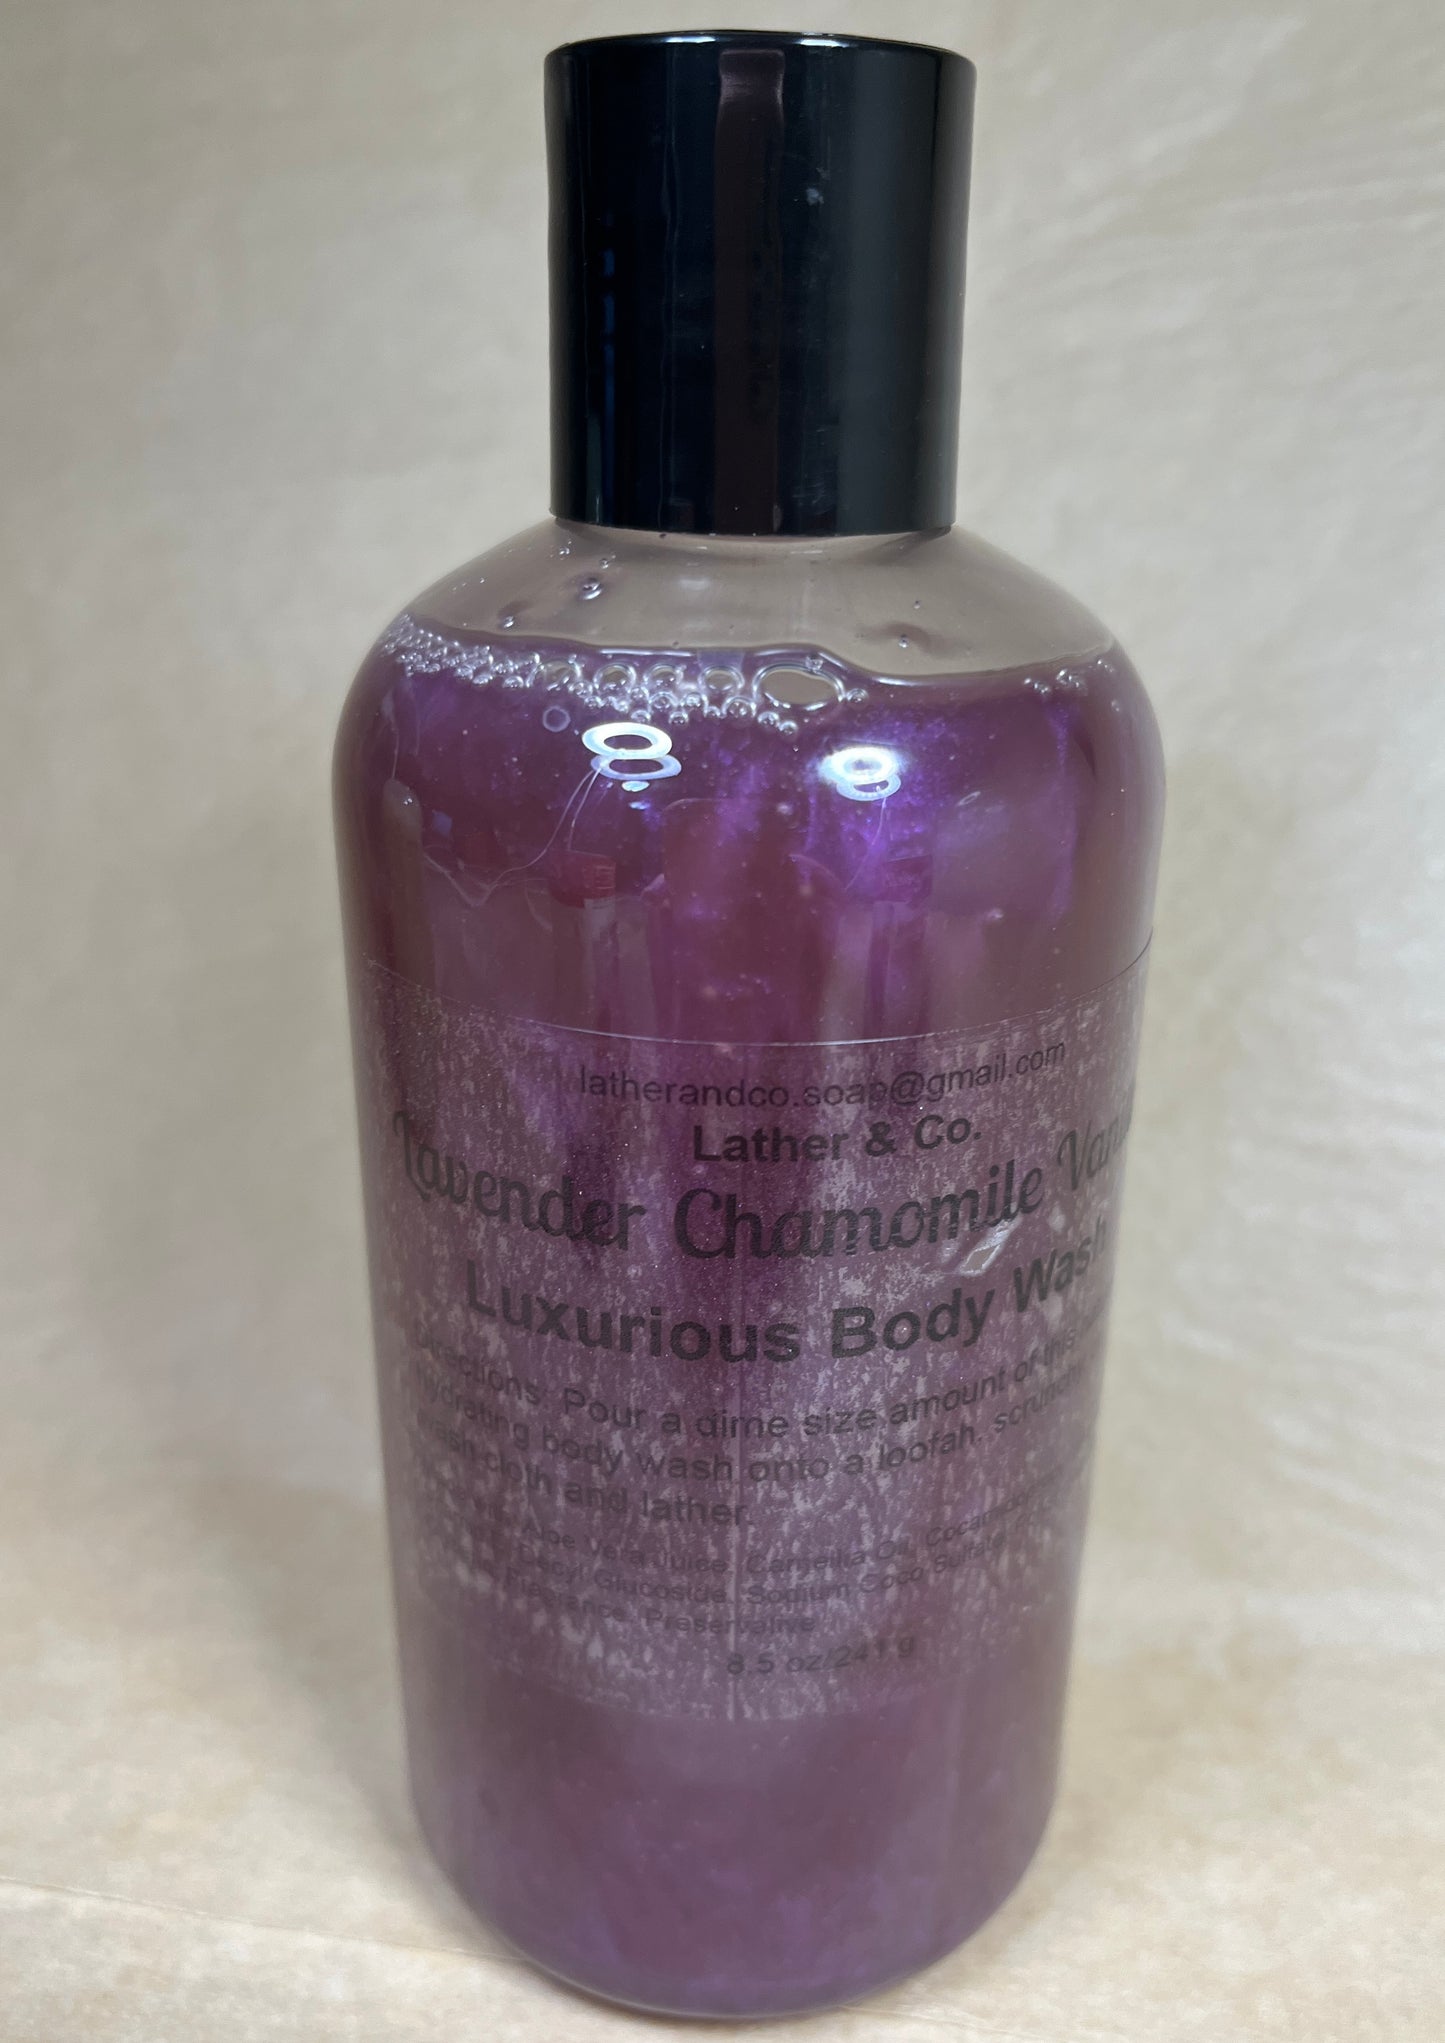 latherandco.soap@gmail.com
Lather & Co.
Lavender Chamomile
Luxurious Body Wash
Directions: Pour a dime size amount of this
hydrating body wash onto a loofah, scrunchy
wash cloth and lather.
Aloe Vera Juice, Camellia Oil,
Decyl Glucoside, Sodium Coco Sulfate,
Fragrance, Preservative
8.5 oz/241 g